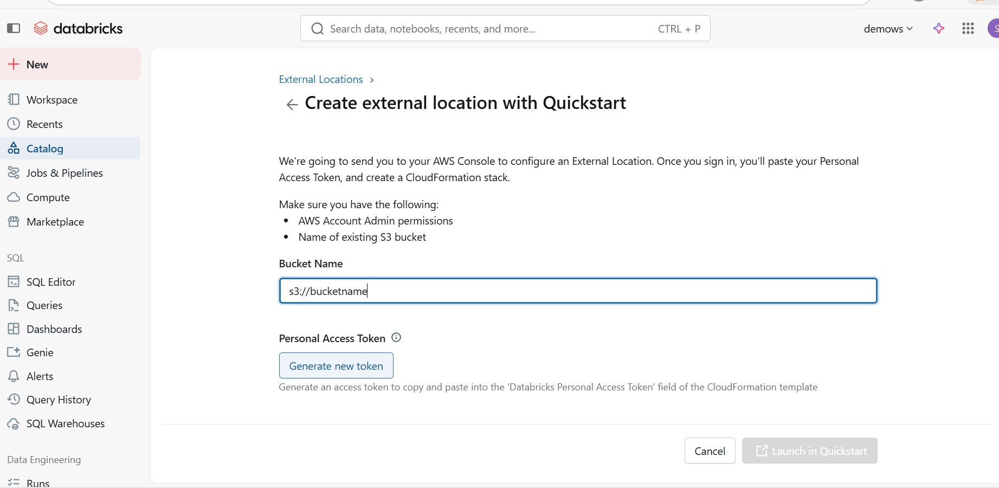 databricks
Search data, notebooks, recents, and more...
CTRL + P
demows
S
New
Workspace
Recents
Catalog
Jobs & Pipelines
Compute
Marketplace
SQL
SQL Editor
Queries
Dashboards
Genie
Alerts
Query History
SQL Warehouses
Data Engineering
Runs
External Locations
Create external location with Quickstart
We're going to send you to your AWS Console to configure an External Location. Once you sign in, you'll paste your Personal
Access Token, and create a CloudFormation stack.
Make sure you have the following:
• AWS Account Admin permissions
• Name of existing S3 bucket
Bucket Name
s3://bucketname
Personal Access Token
Generate new token
Generate an access token to copy and paste into the 'Databricks Personal Access Token' field of the CloudFormation template
Cancel
Launch in Quickstart